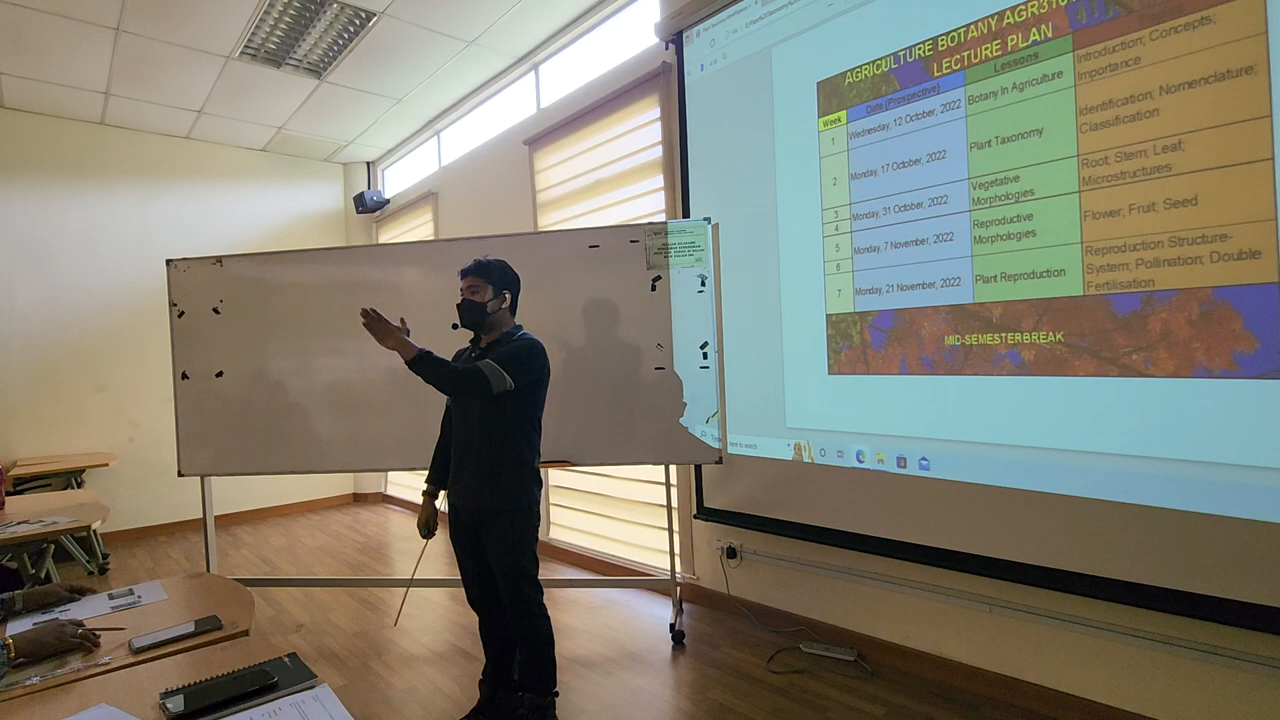 AGRICULTURE BOTANY
LECTURE PLAN
Week
Date (Prospective)
Lessons
1
Wednesday, 12 October, 2022
Botany In Agriculture
Introduction; Concepts;
Importance
2
Monday, 17 October, 2022
Plant Taxonomy
Identification; Nomenclature;
Classification
3
Monday, 31 October, 2022
Vegetative
Morphologies
Root; Stem; Leaf;
Microstructures
4
5
Monday, 7 November, 2022
Reproductive
Morphologies
Flower; Fruit; Seed
6
7
Monday, 21 November, 2022
Plant Reproduction
Reproduction Structure-
System; Pollination; Double
Fertilisation
MID-SEMESTERBREAK
here to search